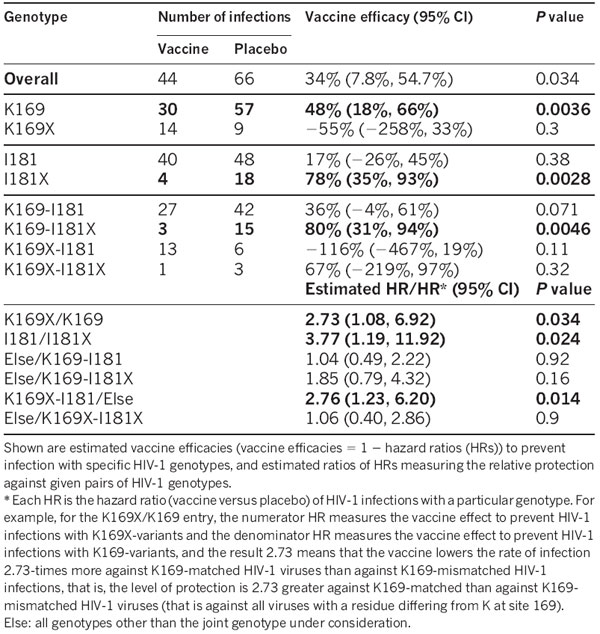 Genotype Number of infections Vaccine efficacy (95% CI) P value
Vaccine Placebo
Overall 44 66 34% (7.8%, 54.7%) 0.034
K169 30 57 48% (18%, 66%) 0.0036
K169X 14 9 −55% (−258%, 33%) 0.3
I181 40 48 17% (−26%, 45%) 0.38
I181X 4 18 78% (35%, 93%) 0.0028
K169-I181 27 42 36% (−4%, 61%) 0.071
K169-I181X 3 15 80% (31%, 94%) 0.0046
K169X-I181 13 6 −116% (−467%, 19%) 0.11
K169X-I181X 1 3 67% (−219%, 97%) 0.32
Estimated HR/HR* (95% CI) P value
K169X/K169 2.73 (1.08, 6.92) 0.034
I181/I181X 3.77 (1.19, 11.92) 0.024
Else/K169-I181 1.04 (0.49, 2.22) 0.92
Else/K169-I181X 1.85 (0.79, 4.32) 0.16
K169X-I181/Else 2.76 (1.23, 6.20) 0.014
Else/K169X-I181X 1.06 (0.40, 2.86) 0.9
Shown are estimated vaccine efficacies (vaccine efficacies = 1 − hazard ratios (HRs)) to prevent
infection with specific HIV-1 genotypes, and estimated ratios of HRs measuring the relative protection
against given pairs of HIV-1 genotypes.
* Each HR is the hazard ratio (vaccine versus placebo) of HIV-1 infections with a particular genotype. For
example, for the K169X/K169 entry, the numerator HR measures the vaccine effect to prevent HIV-1
infections with K169X-variants and the denominator HR measures the vaccine effect to prevent HIV-1
infections with K169-variants, and the result 2.73 means that the vaccine lowers the rate of infection
2.73-times more against K169-matched HIV-1 viruses than against K169-mismatched HIV-1
infections, that is, the level of protection is 2.73 greater against K169-matched than against K169-
mismatched HIV-1 viruses (that is against all viruses with a residue differing from K at site 169).
Else: all genotypes other than the joint genotype under consideration.